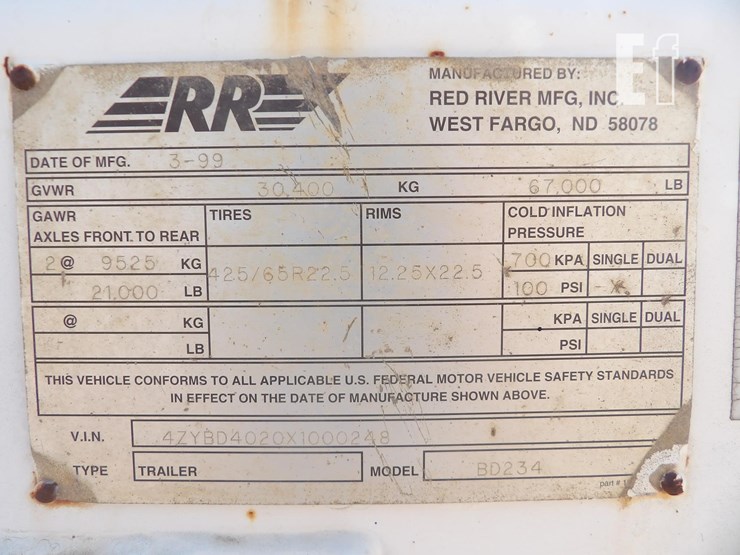 Ef
RR
MANUFACTURED BY:
RED RIVER MFG, INC.
WEST FARGO, ND 58078
DATE OF MFG. 3-99
GVWR 30,400 KG 67,000 LB
GAWR TIRES RIMS COLD INFLATION
AXLES FRONT TO REAR PRESSURE
2 @ 9525 KG 425/65R22.5 12.25X22.5 700 KPA SINGLE DUAL
21,000 LB 100 PSI -X-
@ KG KPA SINGLE DUAL
LB PSI
THIS VEHICLE CONFORMS TO ALL APPLICABLE U.S. FEDERAL MOTOR VEHICLE SAFETY STANDARDS
IN EFFECT ON THE DATE OF MANUFACTURE SHOWN ABOVE.
V.I.N. 4ZYBD4020X1000248
TYPE TRAILER MODEL BD234
part #